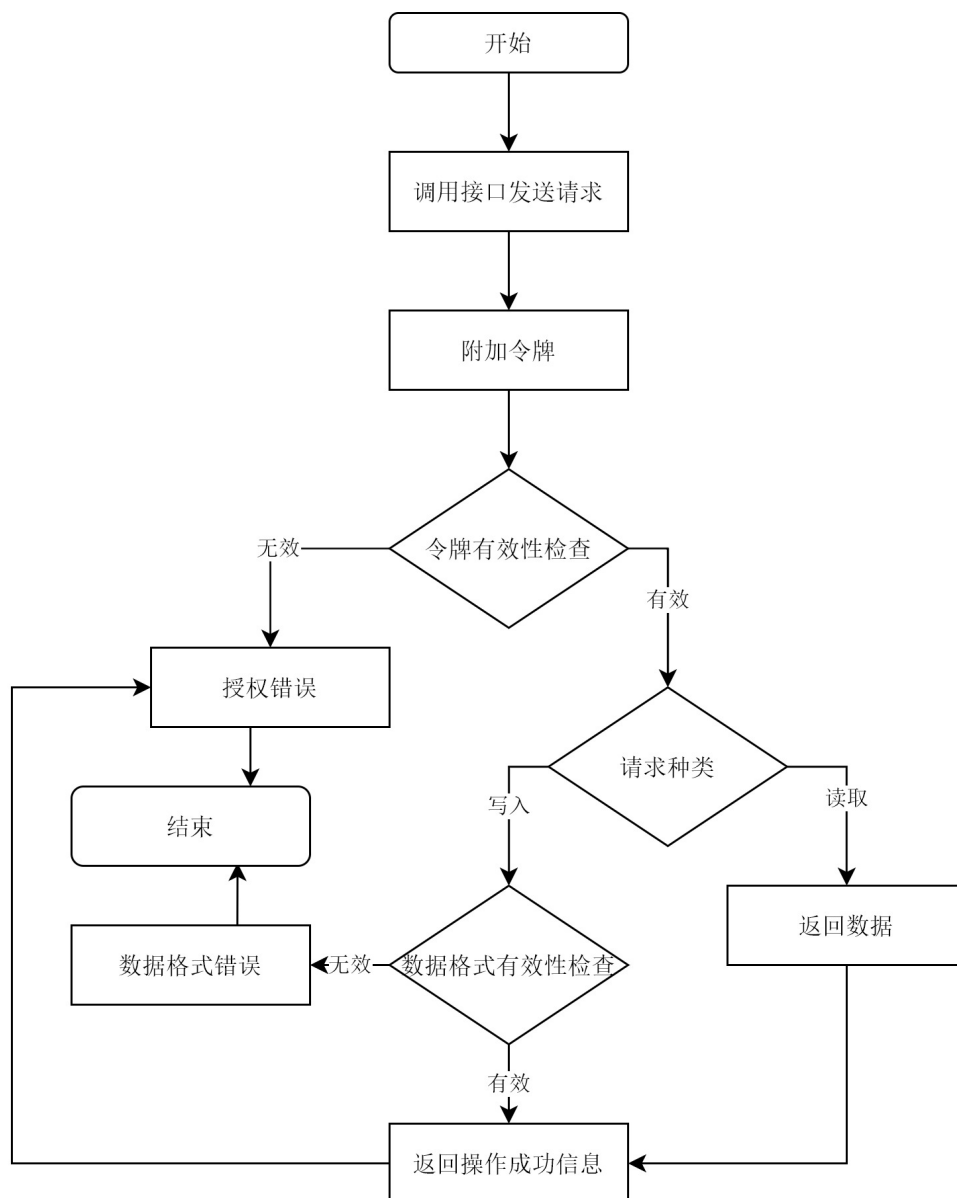 开始
调用接口发送请求
附加令牌
令牌有效性检查
无效
有效
授权错误
请求种类
写入
读取
结束
返回数据
数据格式错误
无效
数据格式有效性检查
有效
返回操作成功信息